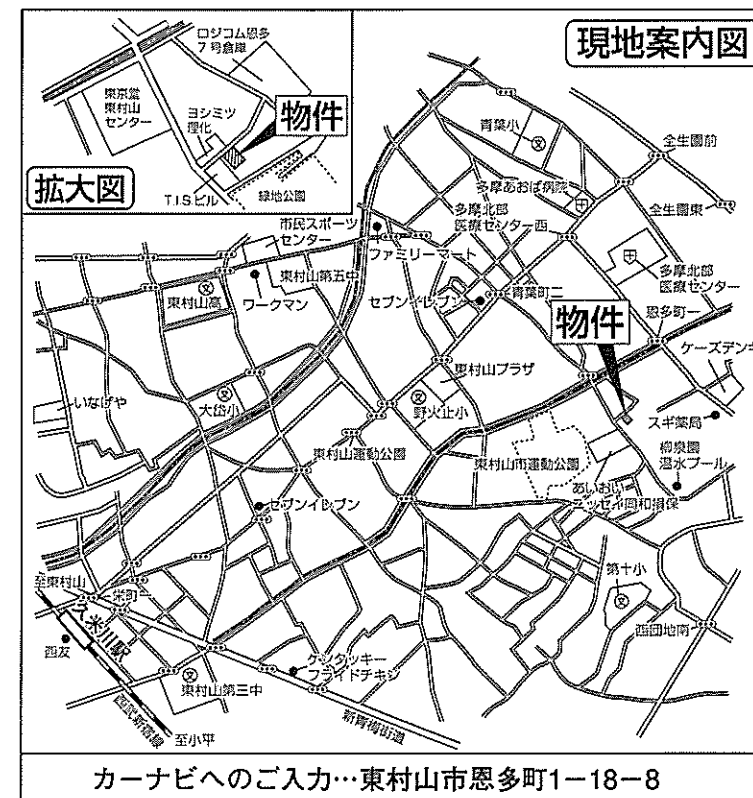 現地案内図
ロジコム恩多
7号倉庫
東京堂
東村山
センター
ヨシミツ
理化
物件
拡大図
T.I.Sビル
緑地公園
青葉小
全生園前
多摩あおば病院
全生園東
市民スポーツ
センター
多摩北部
医療センター西
ファミリーマート
東村山第五中
多摩北部
医療センター
東村山高
ワークマン
セブンイレブン
青葉町二
恩多町一
物件
ケーズデンキ
東村山プラザ
いなげや
大岱小
野火止小
スギ薬局
東村山運動公園
東村山市運動公園
柳泉園
温水プール
あいおい
ニッセイ同和損保
セブンイレブン
第十小
至東村山
栄町一
久米川駅
西団地南
西友
ケンタッキー
フライドチキン
東村山第三中
西武新宿線
至小平
新青梅街道
カーナビへのご入力…東村山市恩多町1−18−8